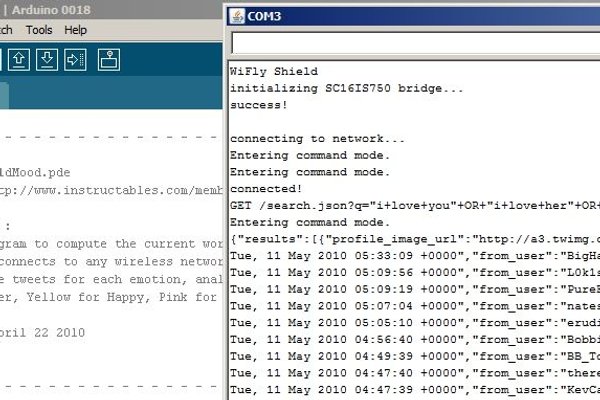 | Arduino 0018
tch Tools Help
- - - - - - - - - - - - - - - - - -
ldMood.pde
tp://www.instructables.com/memb
:
gram to compute the current wor
connects to any wireless networ
e tweets for each emotion, anal
er, Yellow for Happy, Pink for
pril 22 2010
- - - - - - - - - - - - - - - - - -
COM3
WiFly Shield
initializing SC16IS750 bridge...
success!
connecting to network...
Entering command mode.
Entering command mode.
connected!
GET /search.json?q="i+love+you"+OR+"i+love+her"+OR+
Entering command mode.
{"results":[{"profile_image_url":"http://a3.twimg.c
Tue, 11 May 2010 05:33:09 +0000","from_user":"BigHa
Tue, 11 May 2010 05:09:56 +0000","from_user":"L0k1s
Tue, 11 May 2010 05:09:19 +0000","from_user":"PureE
Tue, 11 May 2010 05:07:04 +0000","from_user":"nates
Tue, 11 May 2010 05:05:10 +0000","from_user":"erudi
Tue, 11 May 2010 04:56:40 +0000","from_user":"Bobbi
Tue, 11 May 2010 04:49:39 +0000","from_user":"BB_To
Tue, 11 May 2010 04:47:40 +0000","from_user":"there
Tue, 11 May 2010 04:47:39 +0000","from_user":"KevCa